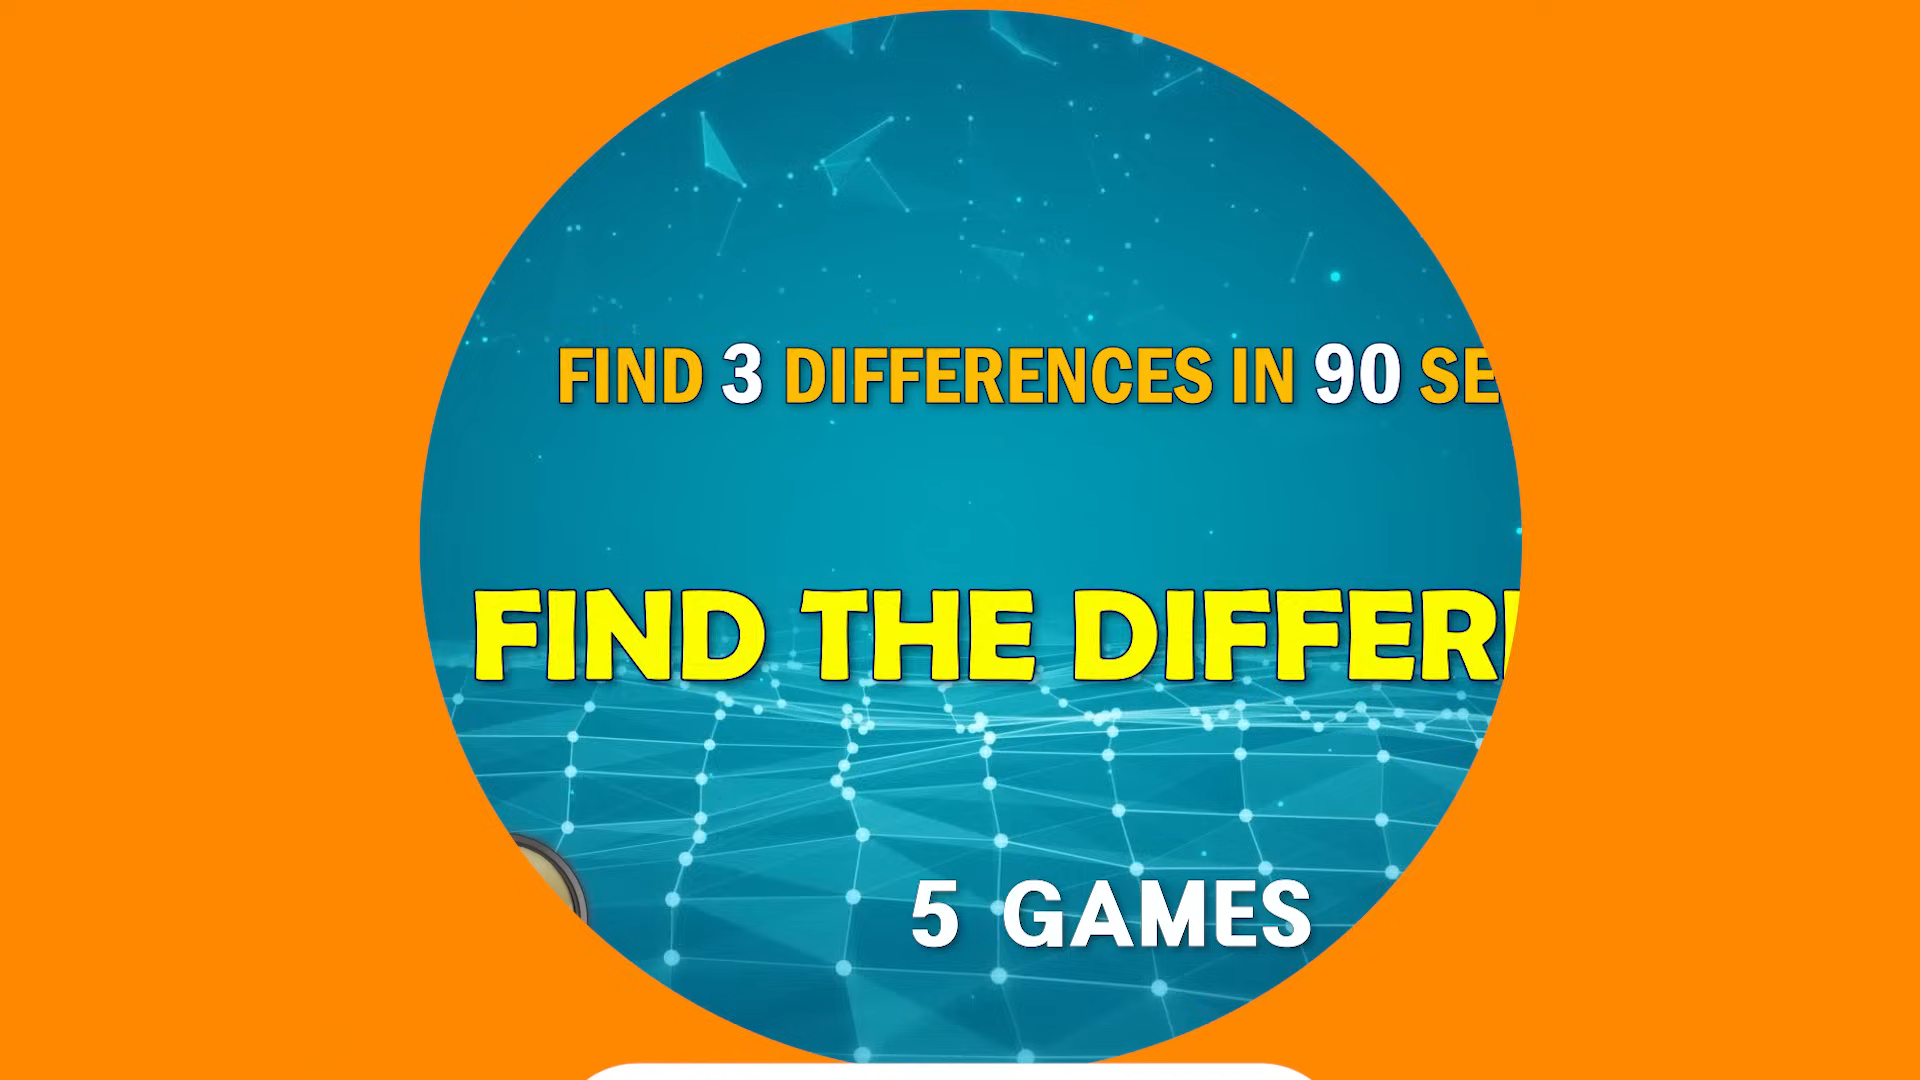 FIND 3 DIFFERENCES IN 90 SE
FIND THE DIFFER
5 GAMES